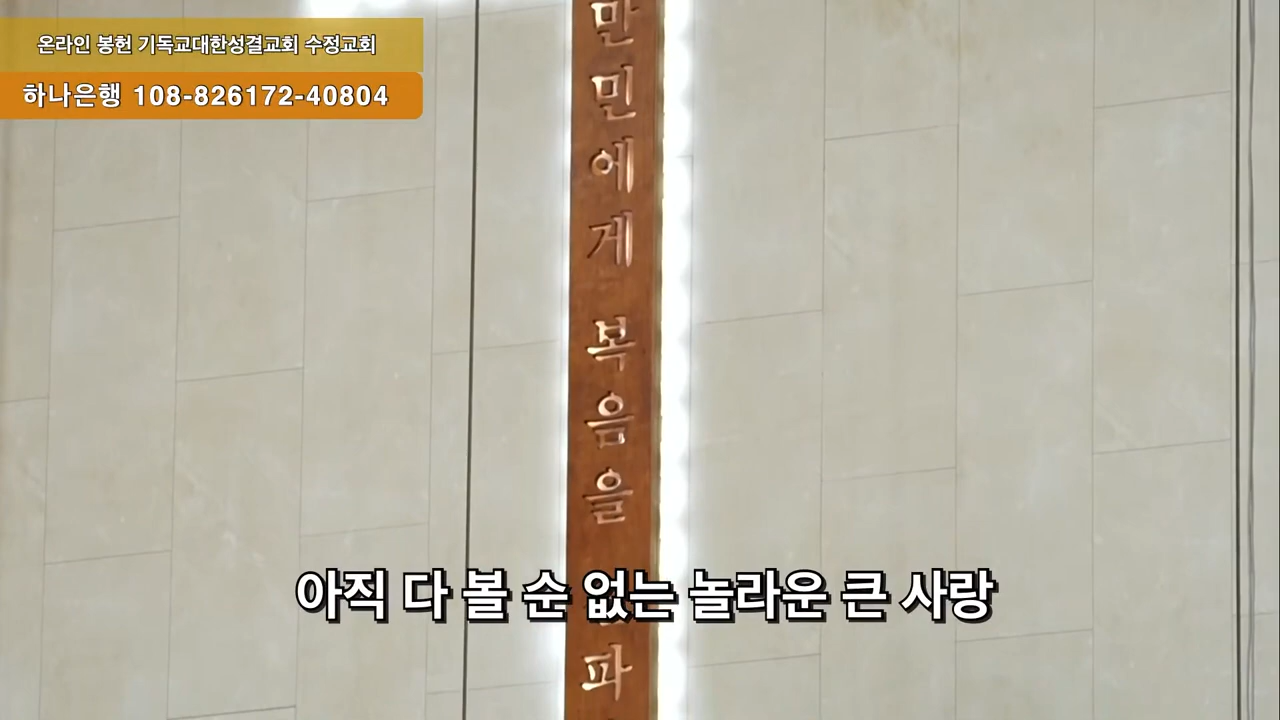 온라인 봉헌 기독교대한성결교회 수정교회
하나은행 108-826172-40804
만민에게 복음을
파
아직 다 볼 순 없는 놀라운 큰 사랑